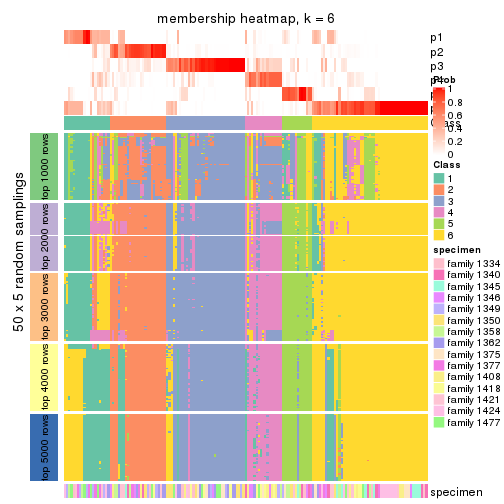 membership heatmap, k = 6
p1
p2
p3
p4
Prob
1
0.8
0.6
0.4
0.2
0
Class
1
2
3
4
5
6
specimen
family 1334
family 1340
family 1345
family 1346
family 1349
family 1350
family 1358
family 1362
family 1375
family 1377
family 1408
family 1418
family 1421
family 1424
family 1477
50 x 5 random samplings
top 1000 rows
top 2000 rows
top 3000 rows
top 4000 rows
top 5000 rows
specimen